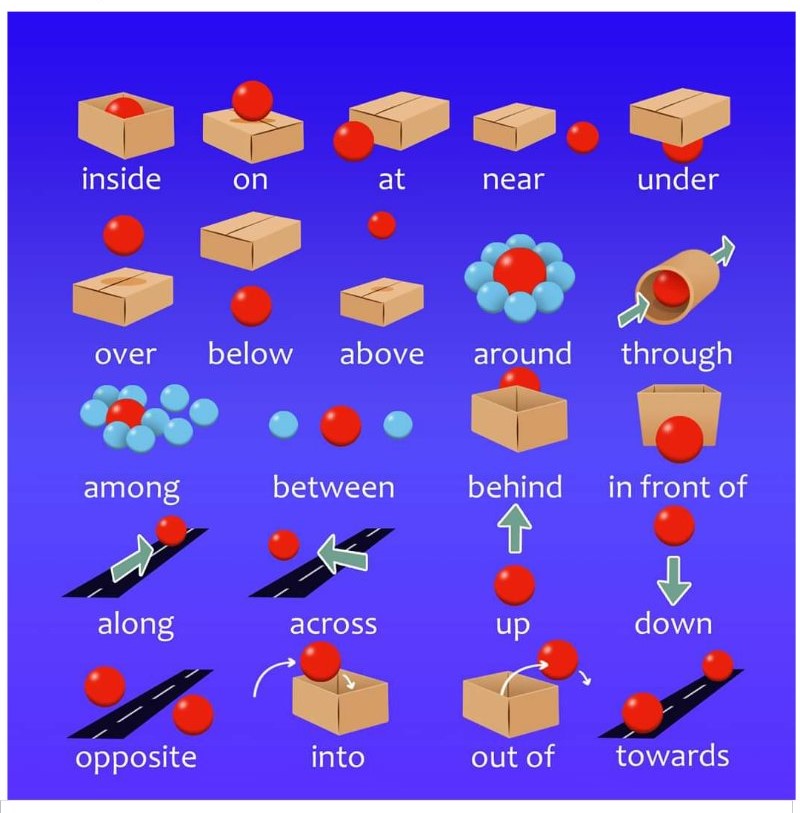 inside on at near under
over below above around through
among between behind in front of
along across up down
opposite into out of towards